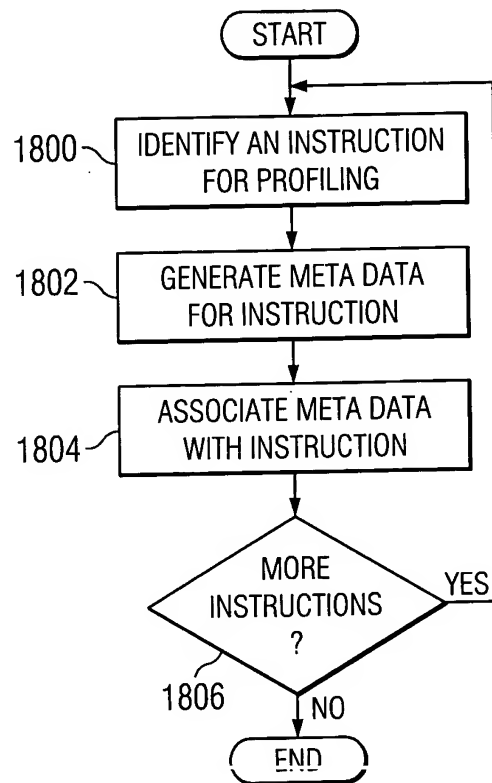 START
1800
IDENTIFY AN INSTRUCTION
FOR PROFILING
1802
GENERATE META DATA
FOR INSTRUCTION
1804
ASSOCIATE META DATA
WITH INSTRUCTION
MORE
INSTRUCTIONS
?
YES
1806
NO
END